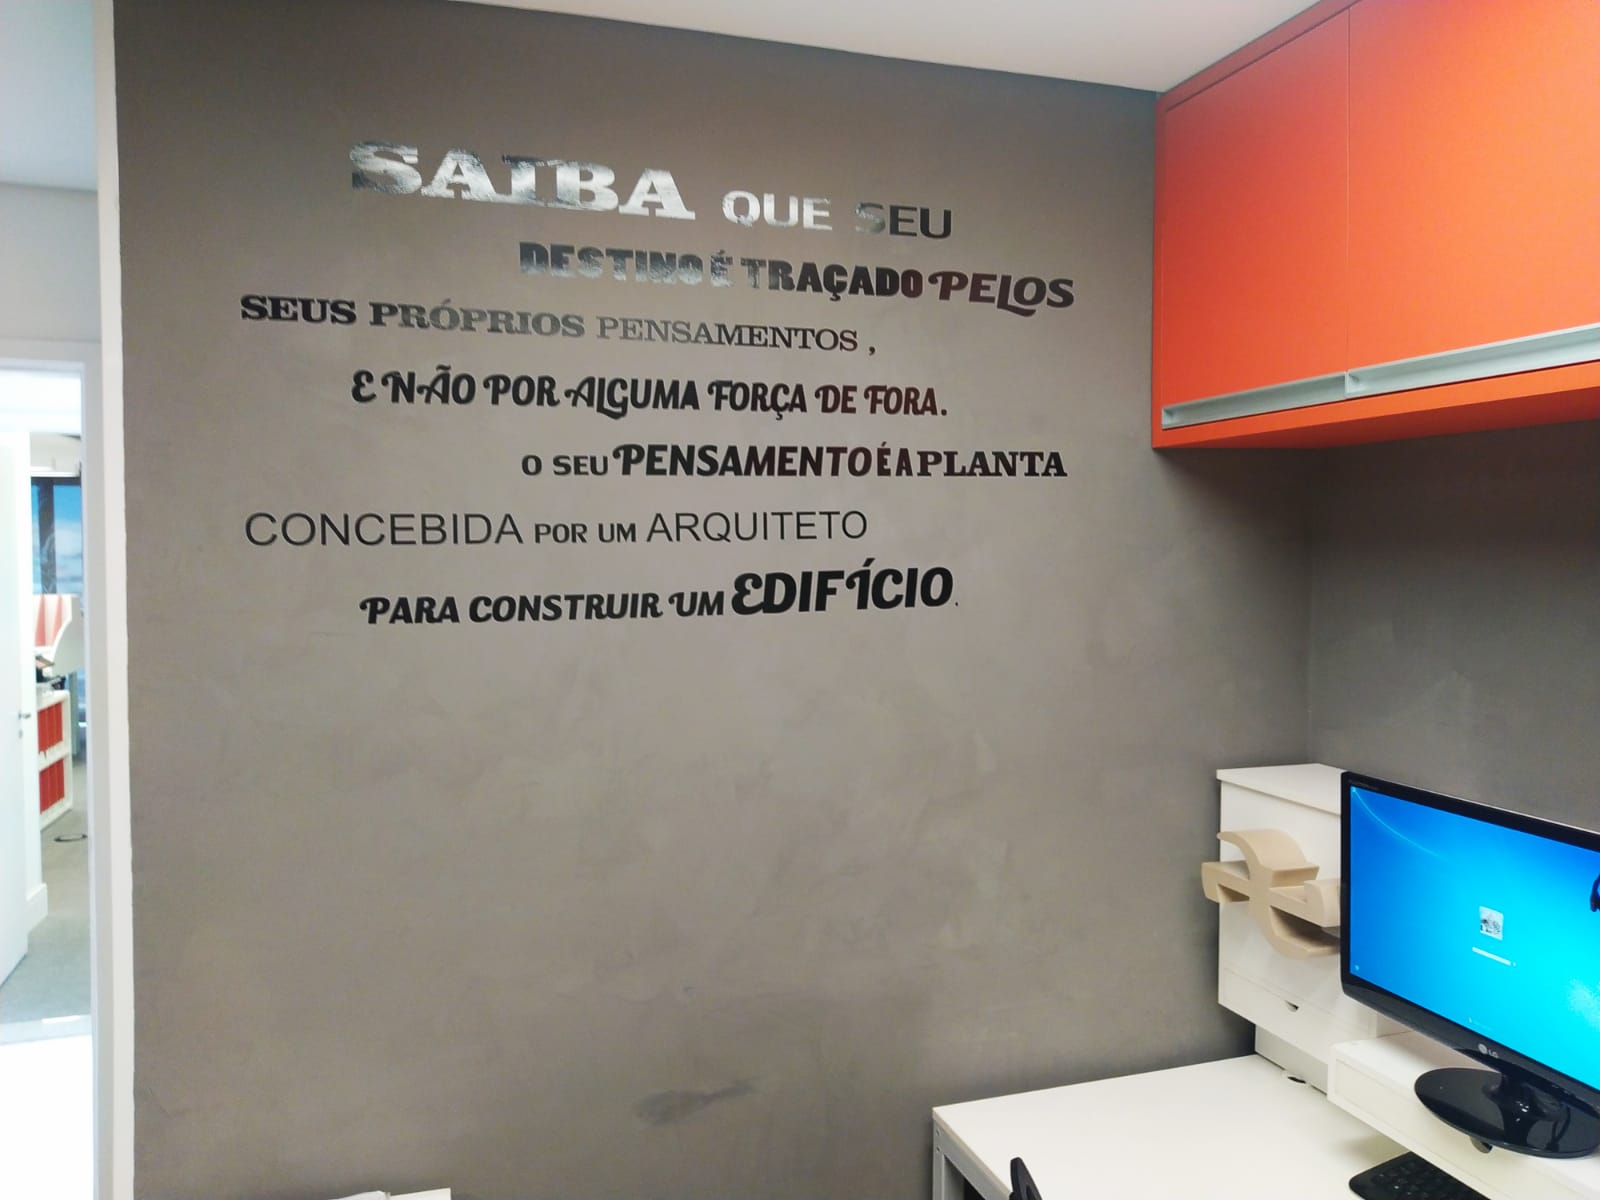 SAIBA QUE SEU
DESTINO É TRAÇADO PELOS
SEUS PRÓPRIOS PENSAMENTOS ,
E NÃO POR ALGUMA FORÇA DE FORA.
O SEU PENSAMENTO É A PLANTA
CONCEBIDA POR UM ARQUITETO
PARA CONSTRUIR UM EDIFÍCIO.
LG